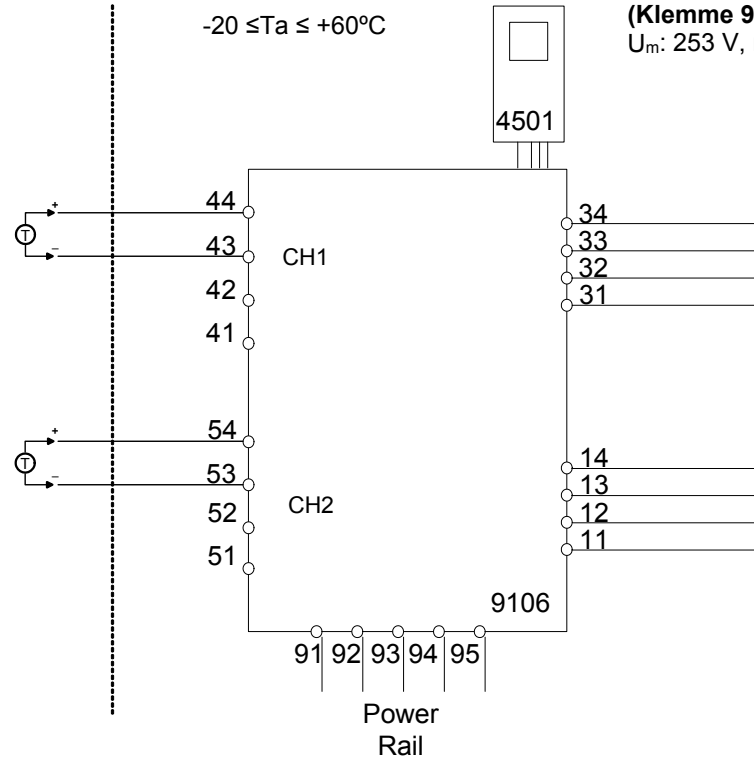 -20 ≤Ta ≤ +60ºC
(Klemme 9
Um: 253 V,
4501
44
43
42
41
CH1
34
33
32
31
+
T
−
54
53
52
51
CH2
14
13
12
11
+
T
−
9106
91 92 93 94 95
Power
Rail